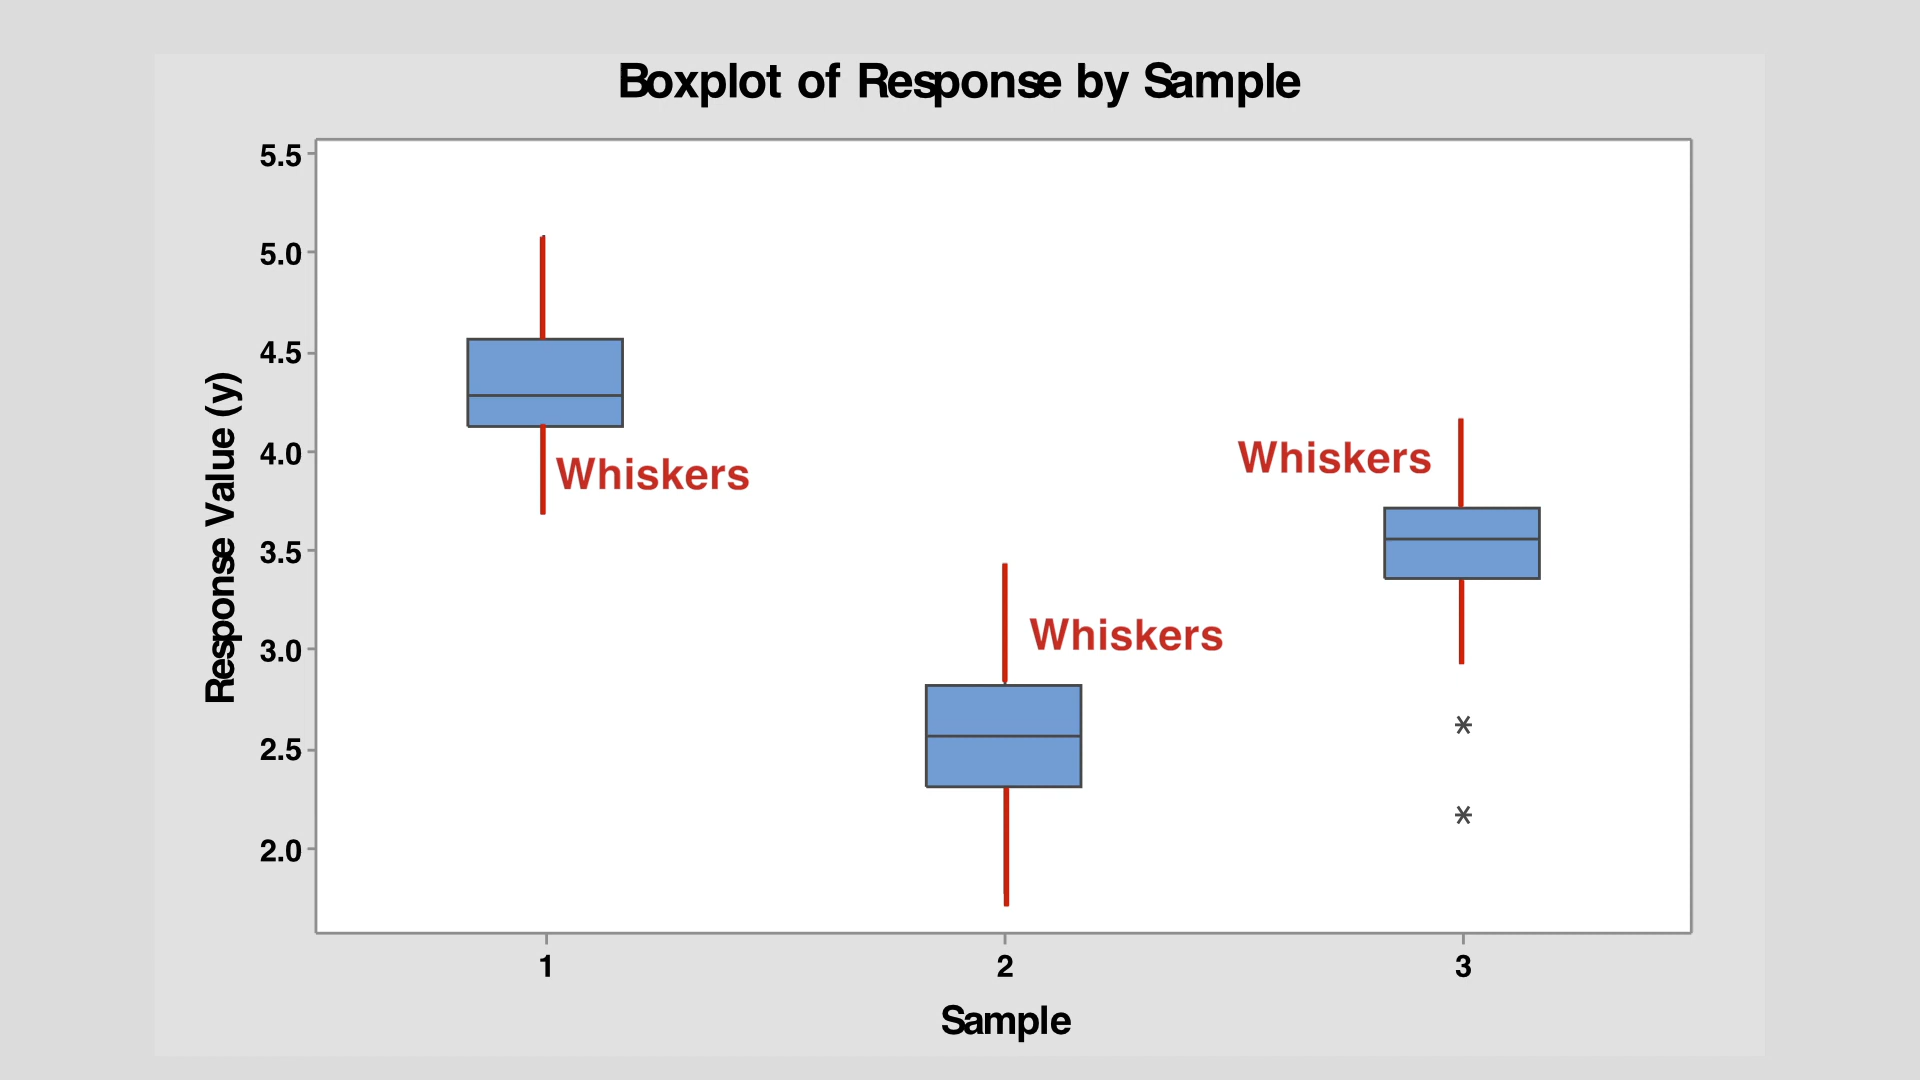 Boxplot of Response by Sample
Response Value (y)
5.5
5.0
4.5
4.0
3.5
3.0
2.5
2.0
Whiskers
Whiskers
Whiskers
1
2
3
Sample